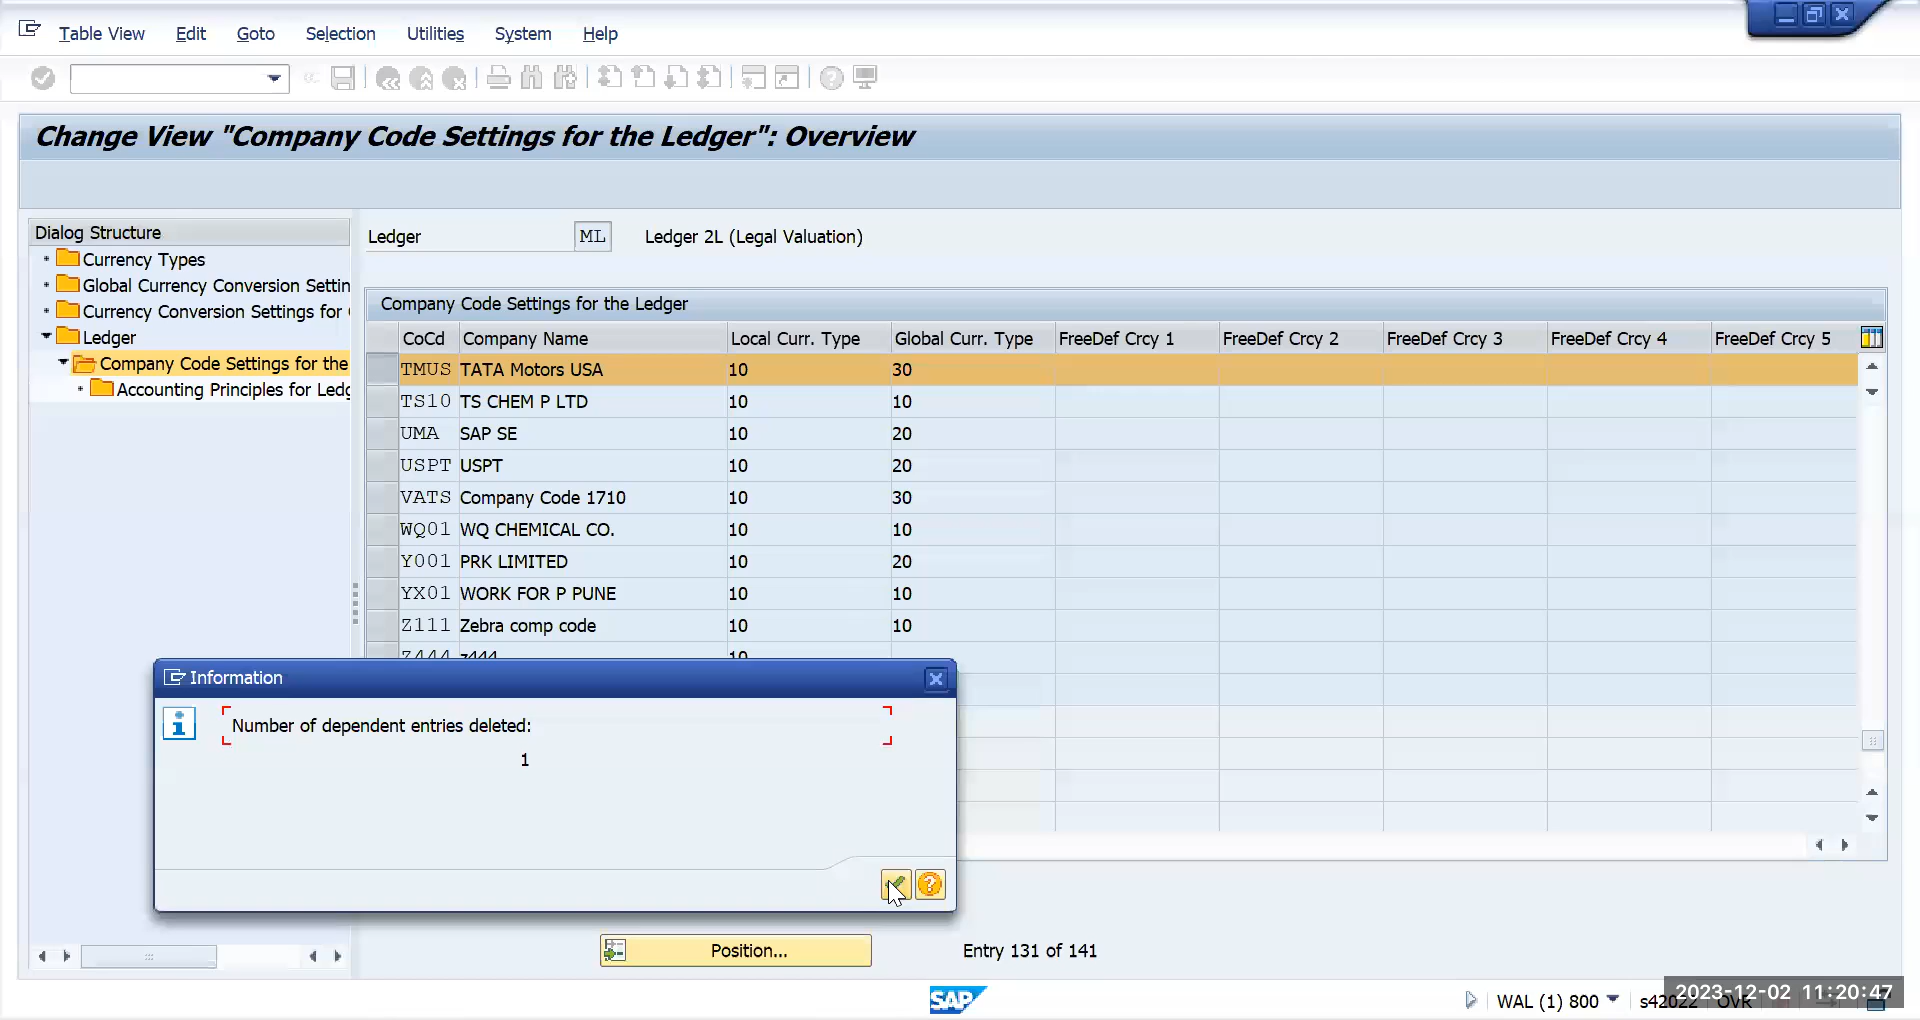 Table View Edit Goto Selection Utilities System Help
Change View "Company Code Settings for the Ledger": Overview
Dialog Structure
Currency Types
Global Currency Conversion Settin
Currency Conversion Settings for
Ledger
Company Code Settings for the
Accounting Principles for Ledg
Ledger ML Ledger 2L (Legal Valuation)
Company Code Settings for the Ledger
CoCd Company Name Local Curr. Type Global Curr. Type FreeDef Crcy 1 FreeDef Crcy 2 FreeDef Crcy 3 FreeDef Crcy 4 FreeDef Crcy 5
TMUS TATA Motors USA 10 30
TS10 TS CHEM P LTD 10 10
UMA SAP SE 10 20
USPT USPT 10 20
VATS Company Code 1710 10 30
WQ01 WQ CHEMICAL CO. 10 10
Y001 PRK LIMITED 10 20
YX01 WORK FOR P PUNE 10 10
Z111 Zebra comp code 10 10
Z444 z444 10
Information
Number of dependent entries deleted:
1
Position... Entry 131 of 141
SAP
WAL (1) 800 s42022 OVR
2023-12-02 11:20:47